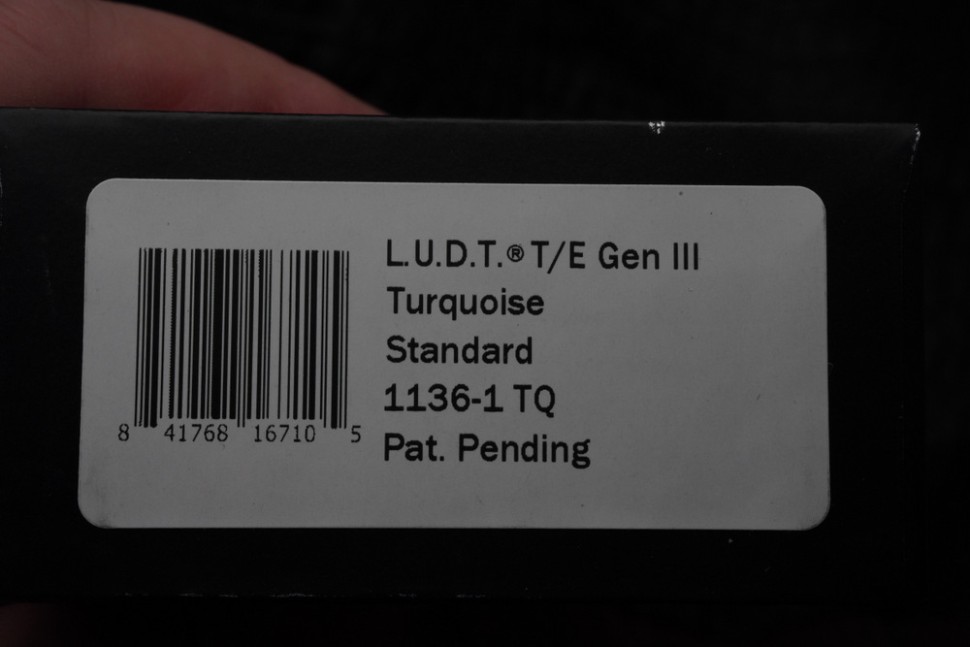 L.U.D.T.® T/E Gen III
Turquoise
Standard
1136-1 TQ
Pat. Pending
8 41768 16710 5